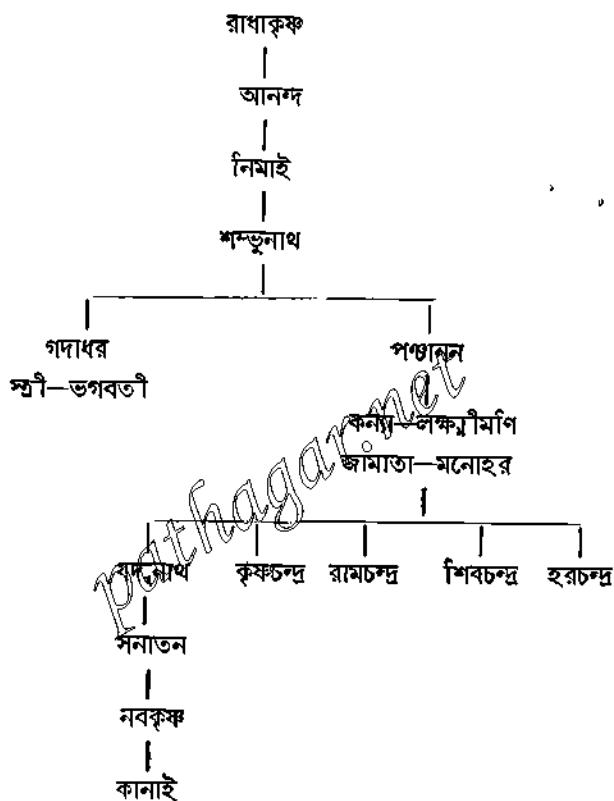 রাধাকৃষ্ণ
আনন্দ
নিমাই
শম্ভুনাথ
গদাধর পঞ্চানন
স্ত্রী—ভগবতী
কন্যা—লক্ষ্মীমণি
জামাতা—মনোহর
যদুনাথ কৃষ্ণচন্দ্র রামচন্দ্র শিবচন্দ্র হরচন্দ্র
সনাতন
নবকৃষ্ণ
কানাই
pathagar.net